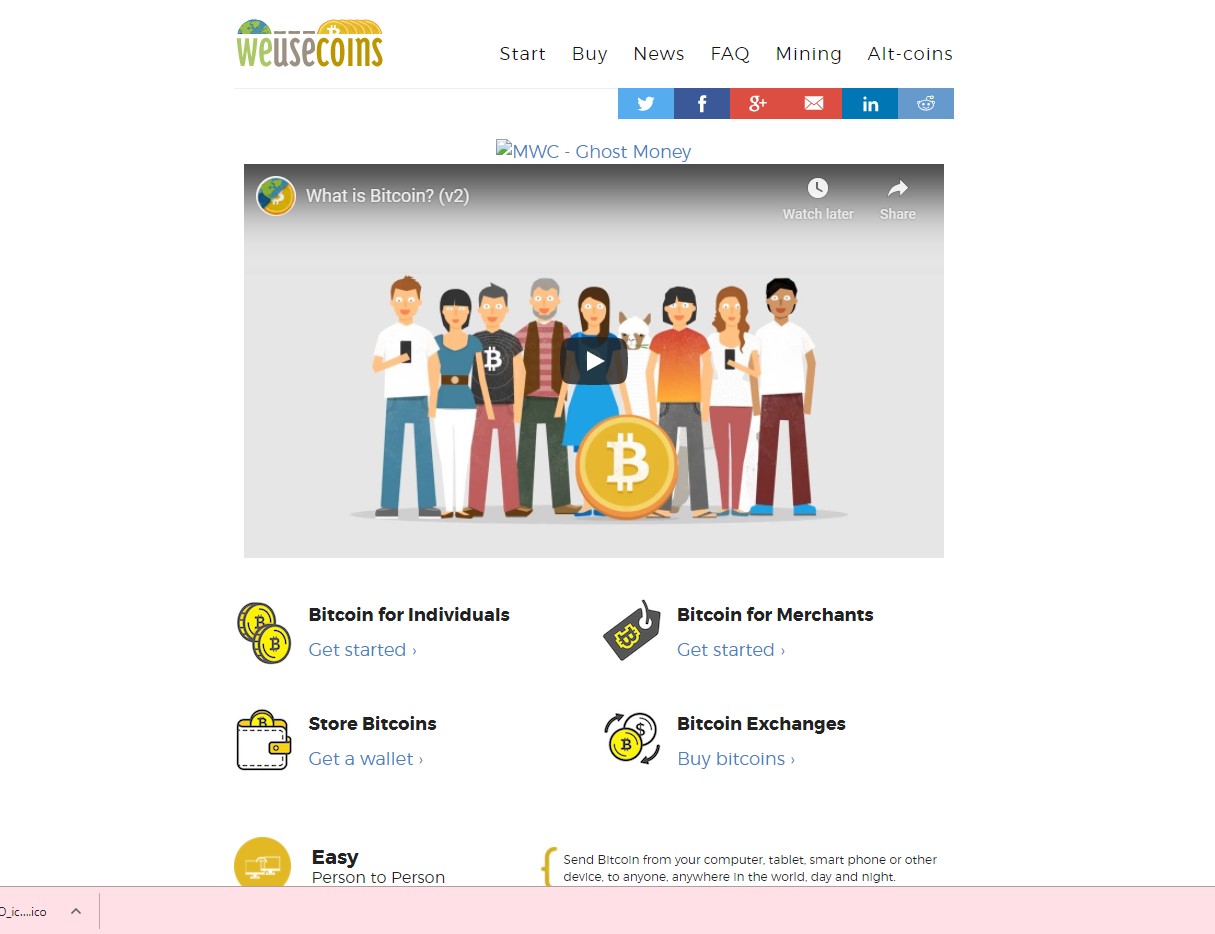 weusecoins
Start Buy News FAQ Mining Alt-coins
MWC - Ghost Money
What is Bitcoin? (v2)
Watch later Share
Bitcoin for Individuals
Get started ›
Bitcoin for Merchants
Get started ›
Store Bitcoins
Get a wallet ›
Bitcoin Exchanges
Buy bitcoins ›
Easy
Person to Person
Send Bitcoin from your computer, tablet, smart phone or other
device, to anyone, anywhere in the world, day and night.
O_ic....ico